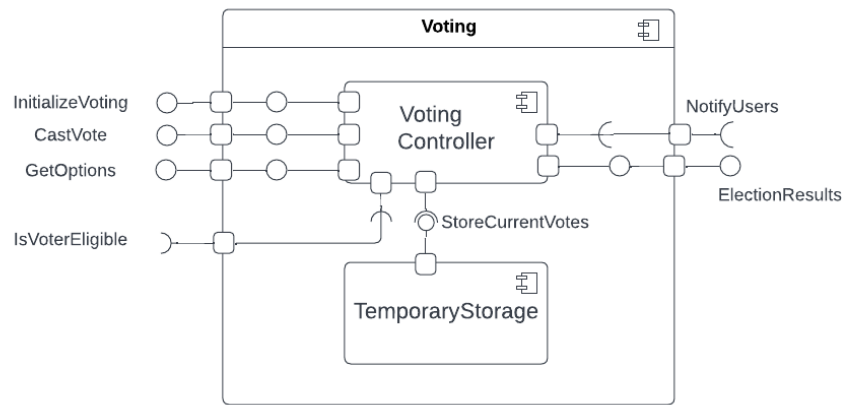 Voting
InitializeVoting
CastVote
GetOptions
IsVoterEligible
Voting
Controller
NotifyUsers
ElectionResults
StoreCurrentVotes
TemporaryStorage